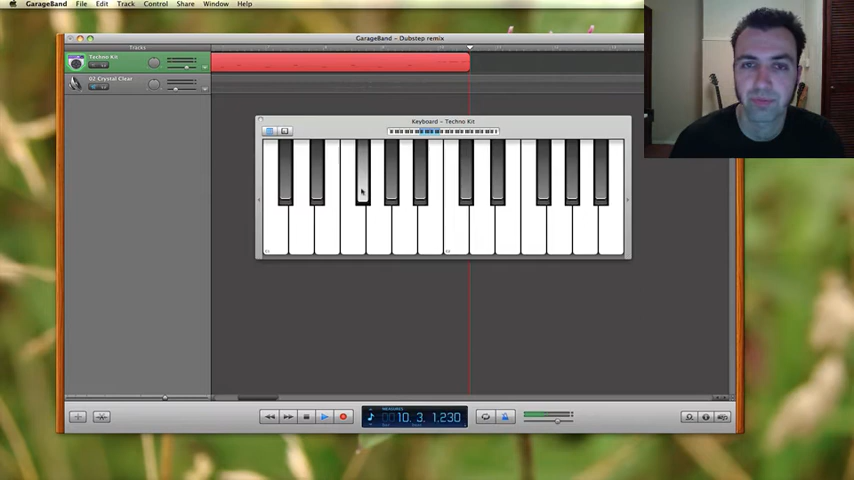 GarageBand File Edit Track Control Share Window Help
GarageBand - Dubstep remix
Tracks
Techno Kit
02 Crystal Clear
Keyboard – Techno Kit
MEASURES
10. 3. 1. 230